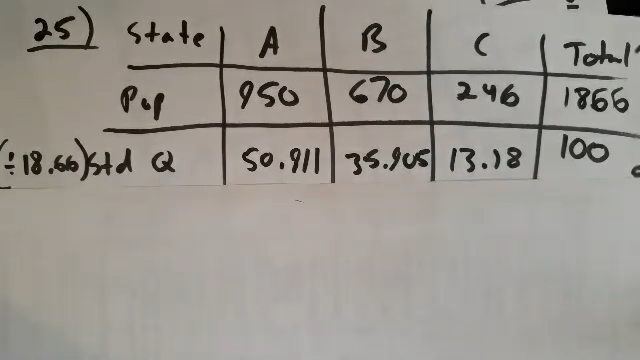 25) State A B C Total
Pop 950 670 246 1866
(÷18.66) Std Q 50.911 35.905 13.18 100